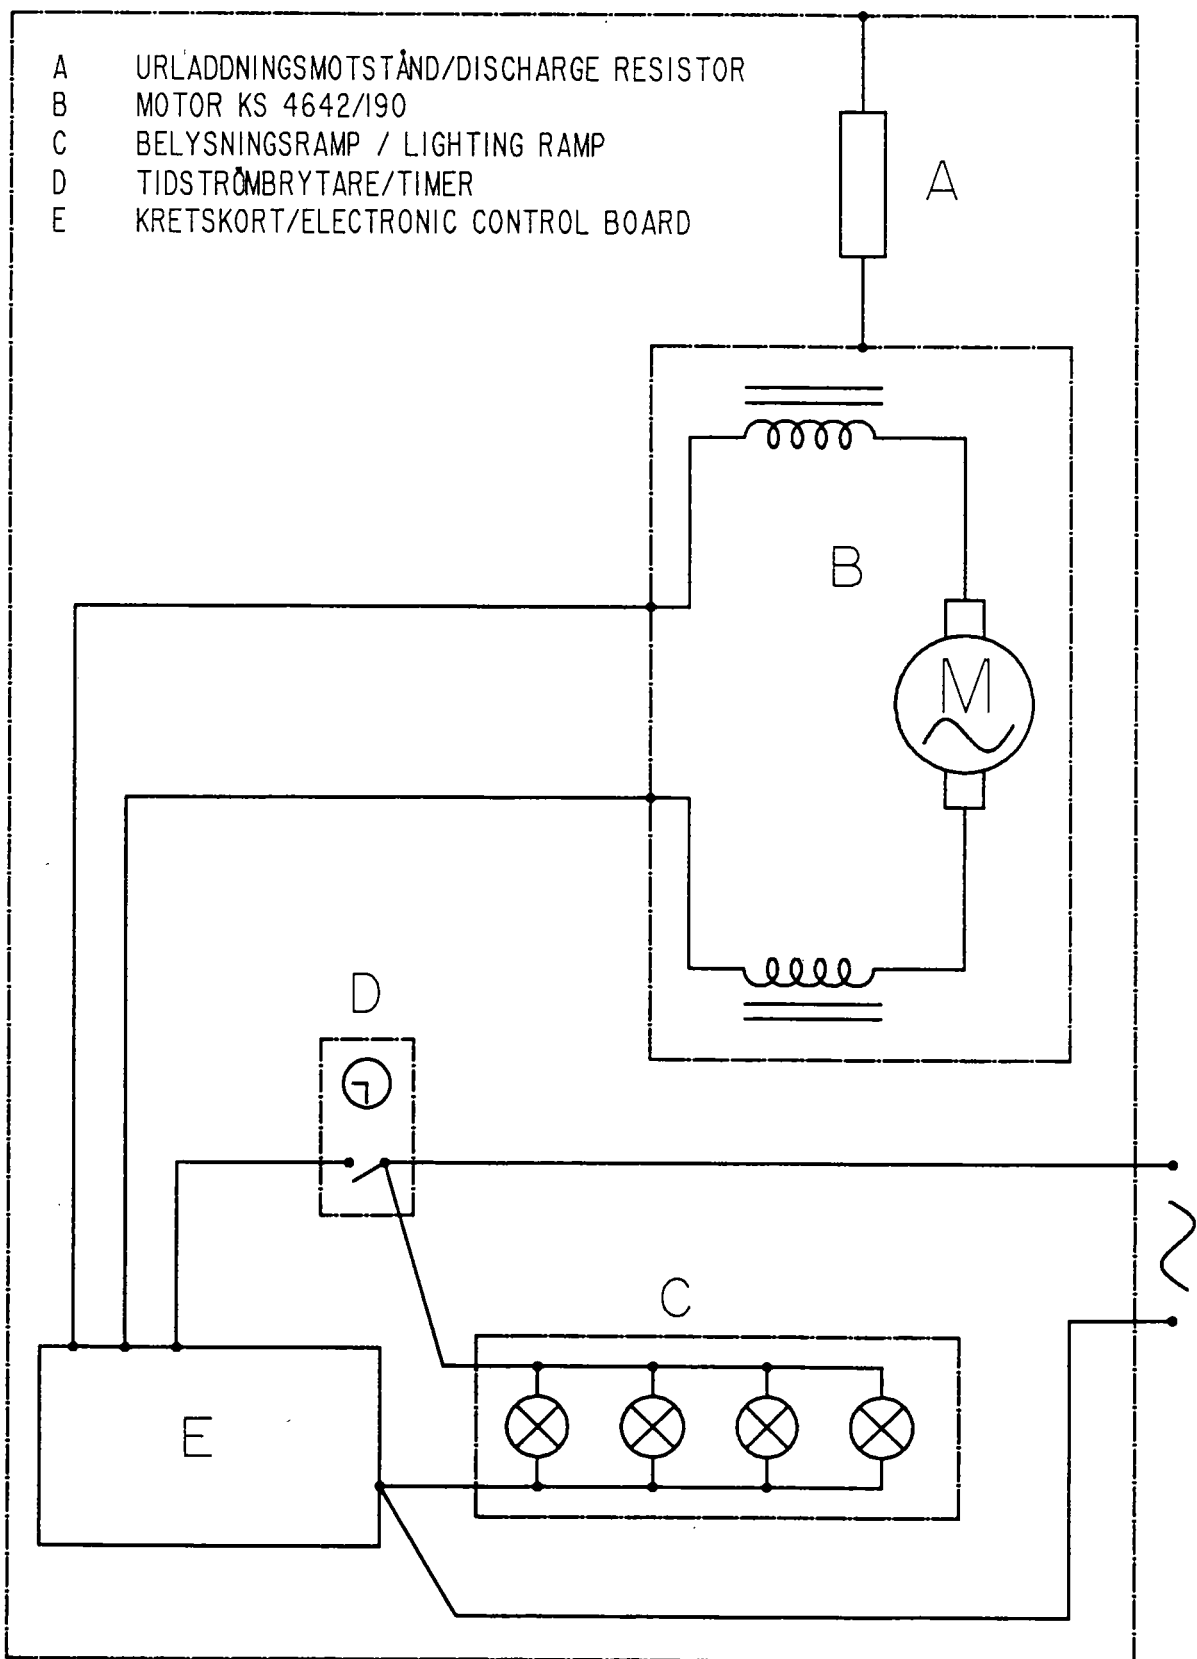 A URLADDNINGSMOTSTÅND/DISCHARGE RESISTOR
B MOTOR KS 4642/190
C BELYSNINGSRAMP / LIGHTING RAMP
D TIDSTRÖMBRYTARE/TIMER
E KRETSKORT/ELECTRONIC CONTROL BOARD
A
B
M
D
C
E